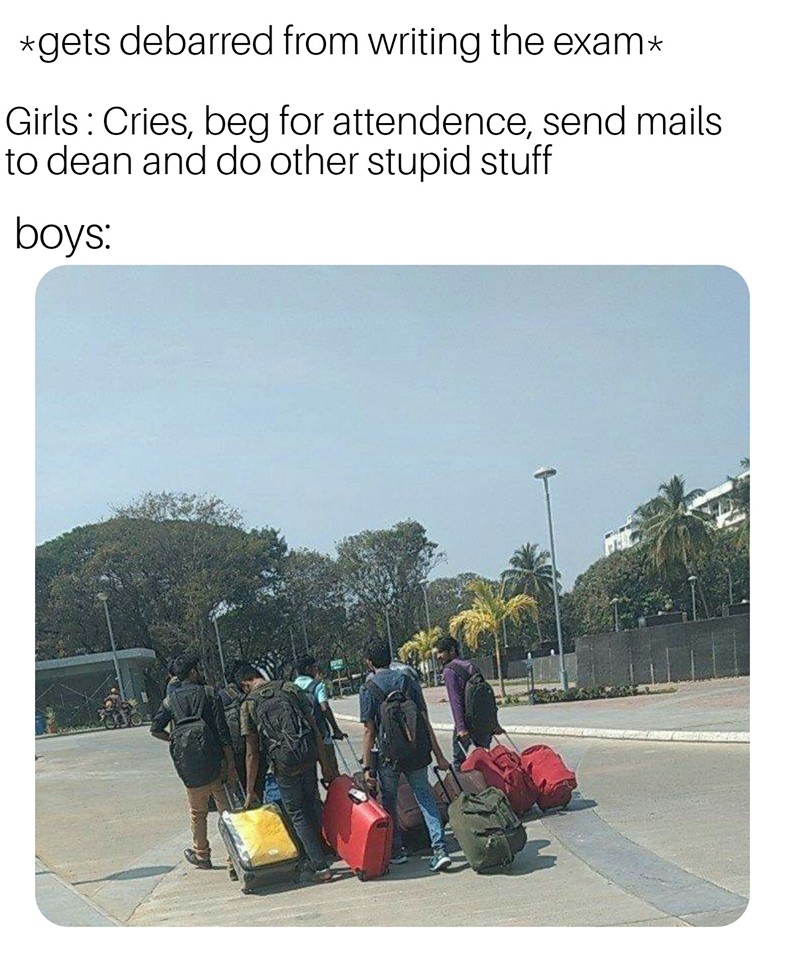 *gets debarred from writing the exam*
Girls : Cries, beg for attendence, send mails
to dean and do other stupid stuff
boys: